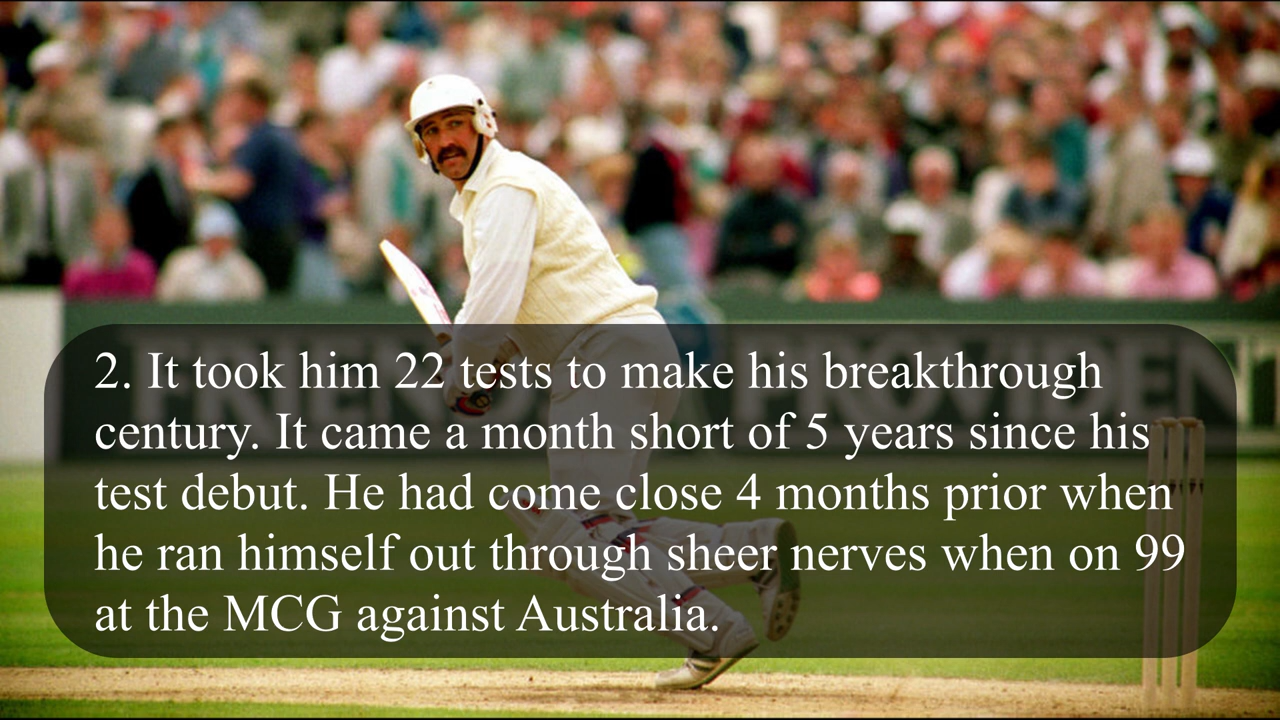 2. It took him 22 tests to make his breakthrough
century. It came a month short of 5 years since his
test debut. He had come close 4 months prior when
he ran himself out through sheer nerves when on 99
at the MCG against Australia.
FRIENDS PROVIDEN